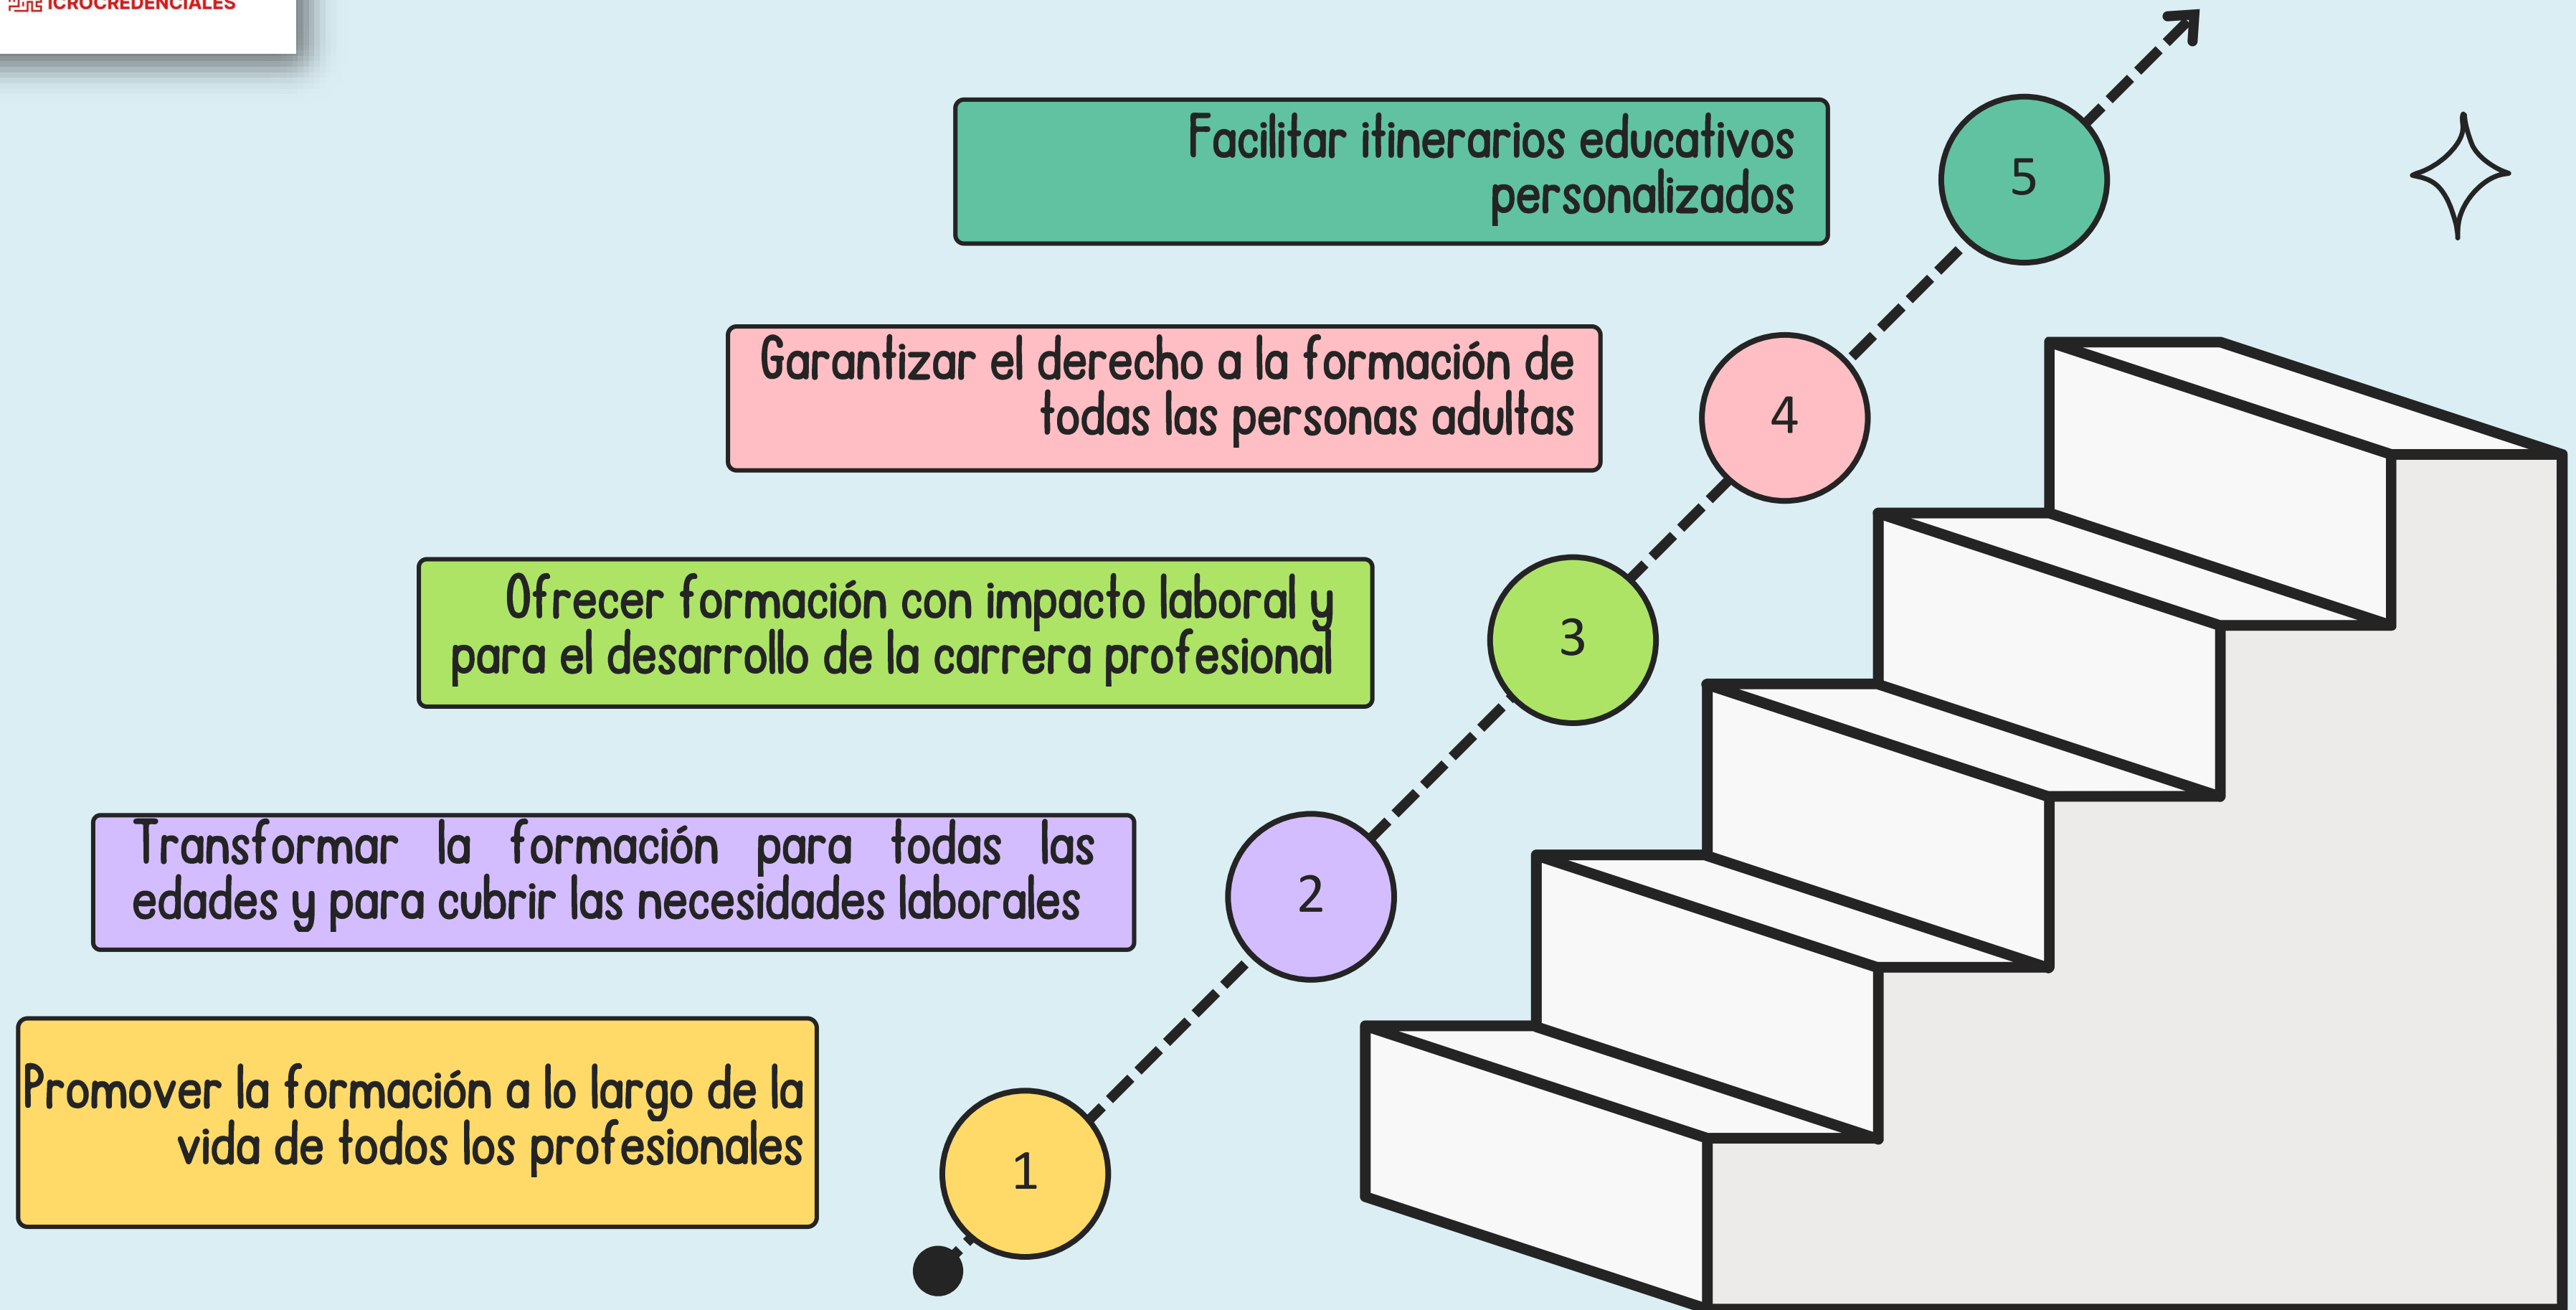 ICROCREDENCIALES
Facilitar itinerarios educativos
personalizados
5
Garantizar el derecho a la formación de
todas las personas adultas
4
Ofrecer formación con impacto laboral y
para el desarrollo de la carrera profesional
3
Transformar la formación para todas las
edades y para cubrir las necesidades laborales
2
Promover la formación a lo largo de la
vida de todos los profesionales
1